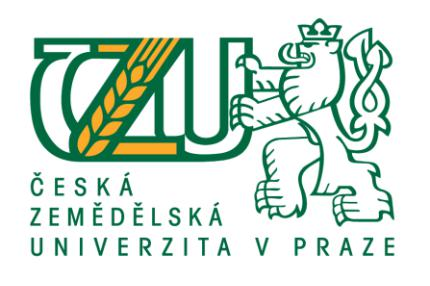 ČZU
ČESKÁ
ZEMĚDĚLSKÁ
UNIVERZITA V PRAZE